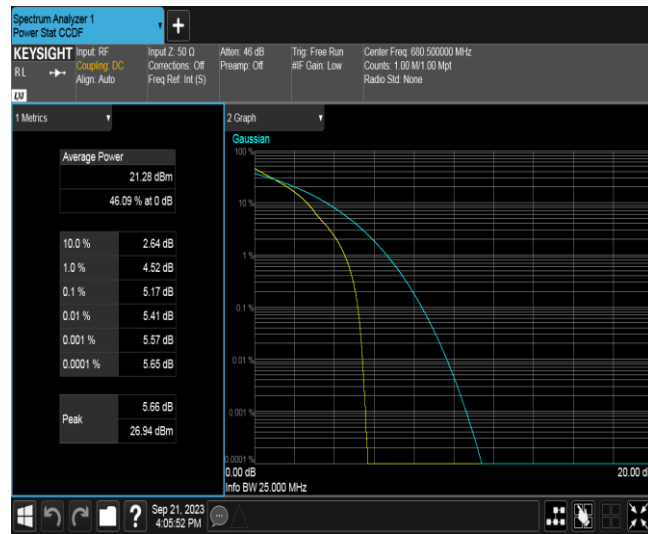 Spectrum Analyzer 1
Power Stat CCDF
+
KEYSIGHT
RL
LXI
Input: RF
Coupling: DC
Align: Auto
Input Z: 50 Ω
Corrections: Off
Freq Ref: Int (S)
Atten: 46 dB
Preamp: Off
Trig: Free Run
#IF Gain: Low
Center Freq: 680.500000 MHz
Counts: 1.00 M/1.00 Mpt
Radio Std: None
1 Metrics
Average Power
21.28 dBm
46.09 % at 0 dB
10.0 % 2.64 dB
1.0 % 4.52 dB
0.1 % 5.17 dB
0.01 % 5.41 dB
0.001 % 5.57 dB
0.0001 % 5.65 dB
Peak
5.66 dB
26.94 dBm
2 Graph
Gaussian
100 %
10 %
1 %
0.1 %
0.01 %
0.001 %
0.0001 %
0.00 dB
20.00 d
Info BW 25.000 MHz
?
Sep 21, 2023
4:05:52 PM